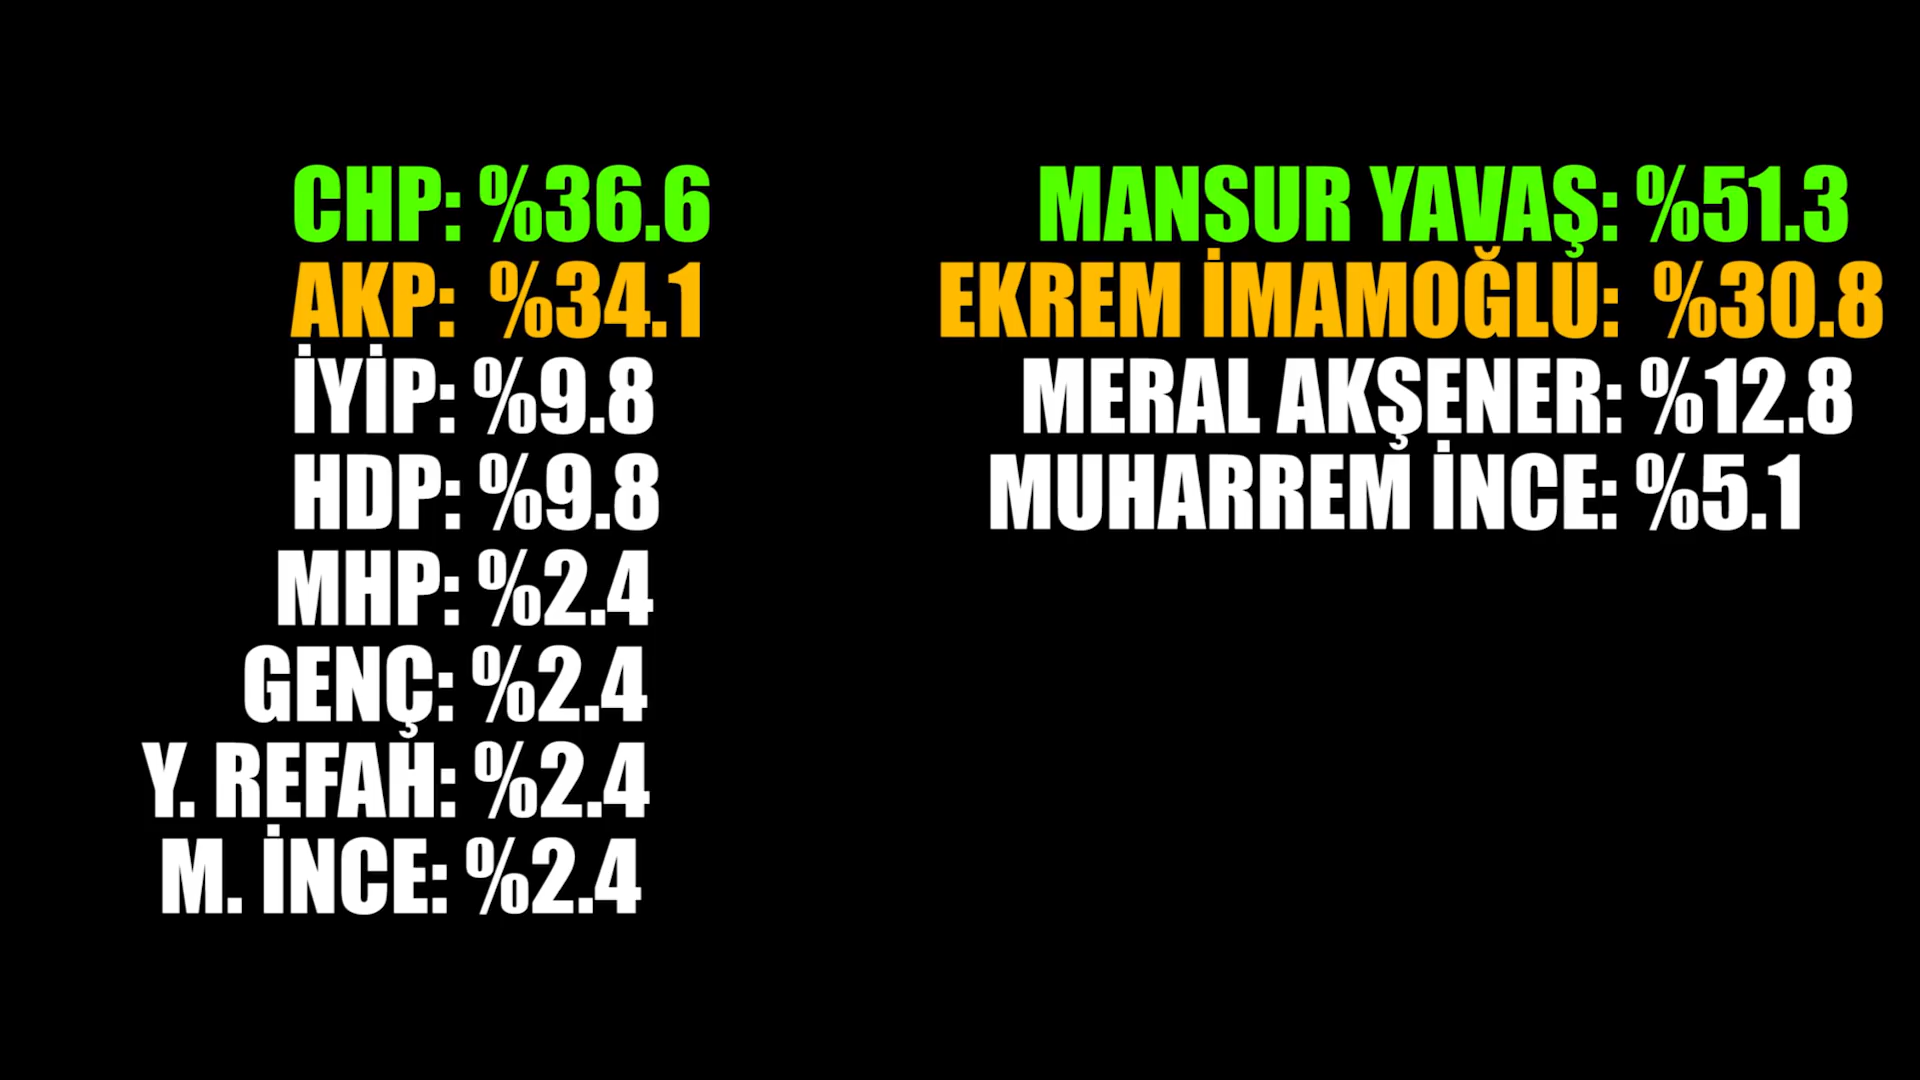 CHP: %36.6
AKP: %34.1
İYİP: %9.8
HDP: %9.8
MHP: %2.4
GENÇ: %2.4
Y. REFAH: %2.4
M. İNCE: %2.4
MANSUR YAVAŞ: %51.3
EKREM İMAMOĞLU: %30.8
MERAL AKŞENER: %12.8
MUHARREM İNCE: %5.1